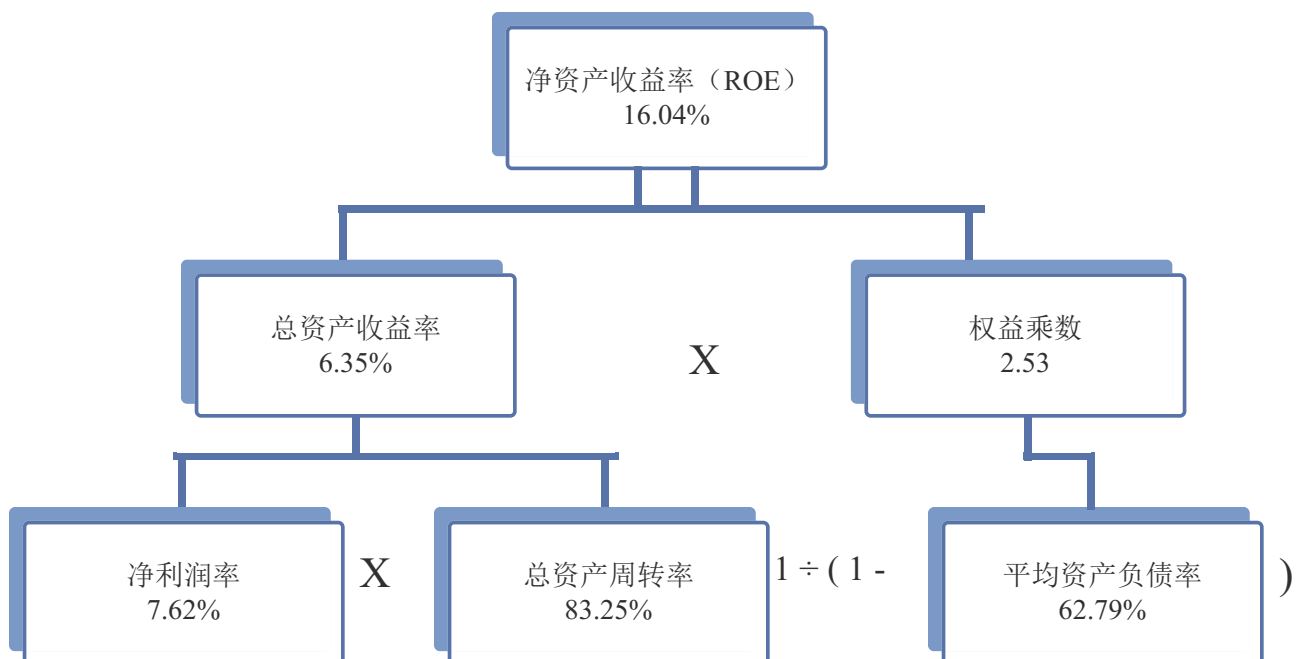 净资产收益率（ROE）
16.04%
总资产收益率
6.35%
X
权益乘数
2.53
净利润率
7.62%
X
总资产周转率
83.25%
1 ÷ ( 1 -
平均资产负债率
62.79%
)